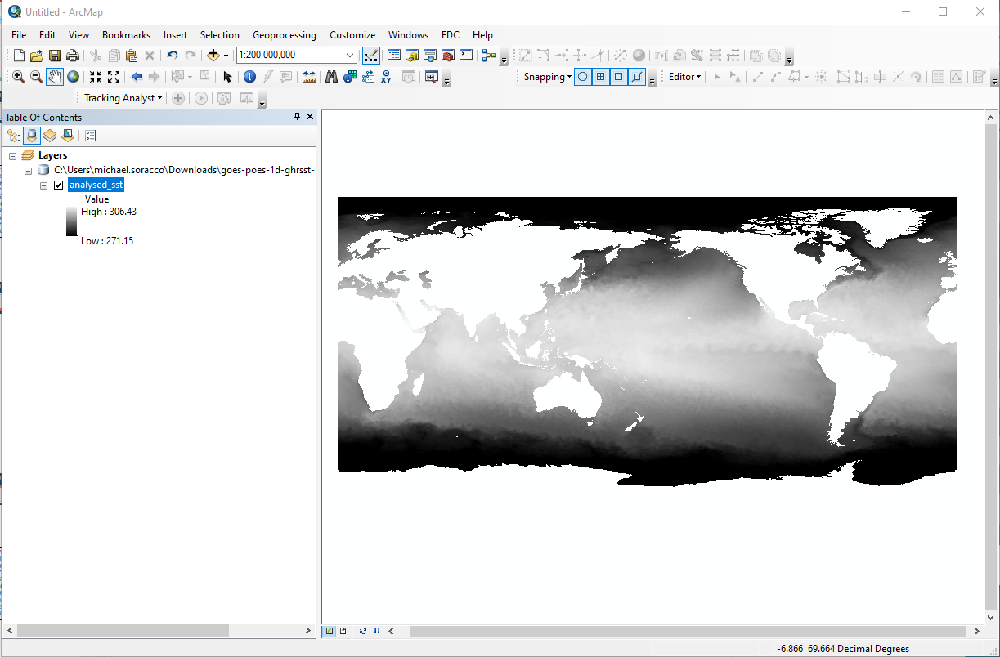 Untitled - ArcMap
File Edit View Bookmarks Insert Selection Geoprocessing Customize Windows EDC Help
1:200,000,000
Snapping Editor
Tracking Analyst
Table Of Contents
Layers
C:\Users\michael.soracco\Downloads\goes-poes-1d-ghrsst-
analysed_sst
Value
High : 306.43
Low : 271.15
-6.866 69.664 Decimal Degrees